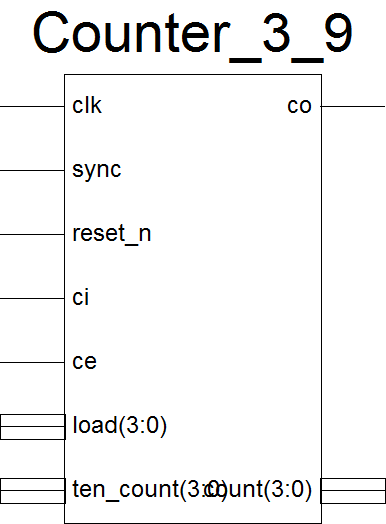 Counter_3_9
clk co
sync
reset_n
ci
ce
load(3:0)
ten_count(3:0) count(3:0)